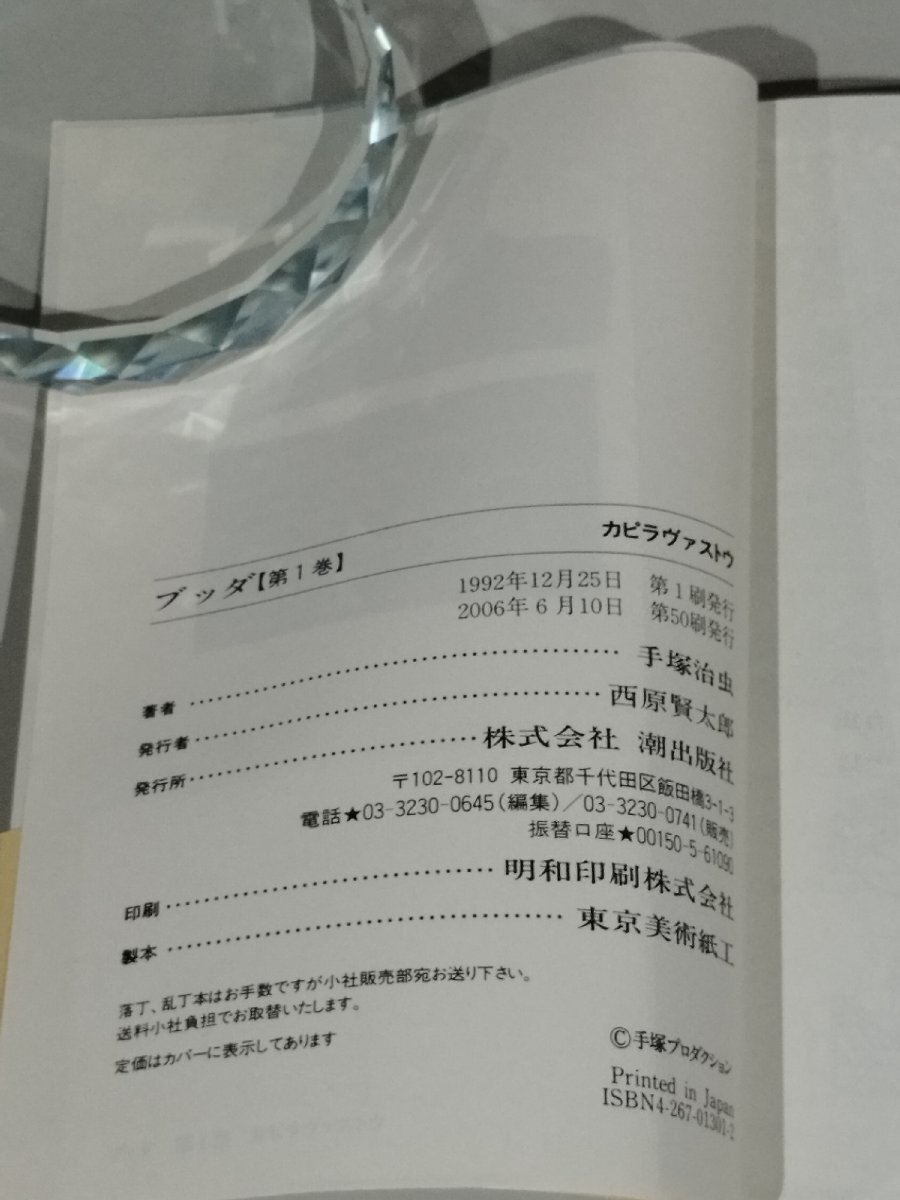 ブッダ【第1巻】 カピラヴァストウ
1992年12月25日 第1刷発行
2006年6月10日 第50刷発行
著者 …………………………………… 手塚治虫
発行者 …………………………………… 西原賢太郎
発行所 …………………………… 株式会社 潮出版社
〒102-8110 東京都千代田区飯田橋3-1-3
電話★03-3230-0645（編集）／03-3230-0741（販売）
振替口座★00150-5-61090
印刷 …………………………… 明和印刷株式会社
製本 …………………………………… 東京美術紙工
落丁、乱丁本はお手数ですが小社販売部宛お送り下さい。
送料小社負担でお取替いたします。
定価はカバーに表示してあります
©手塚プロダクション
Printed in Japan
ISBN4-267-01301-2